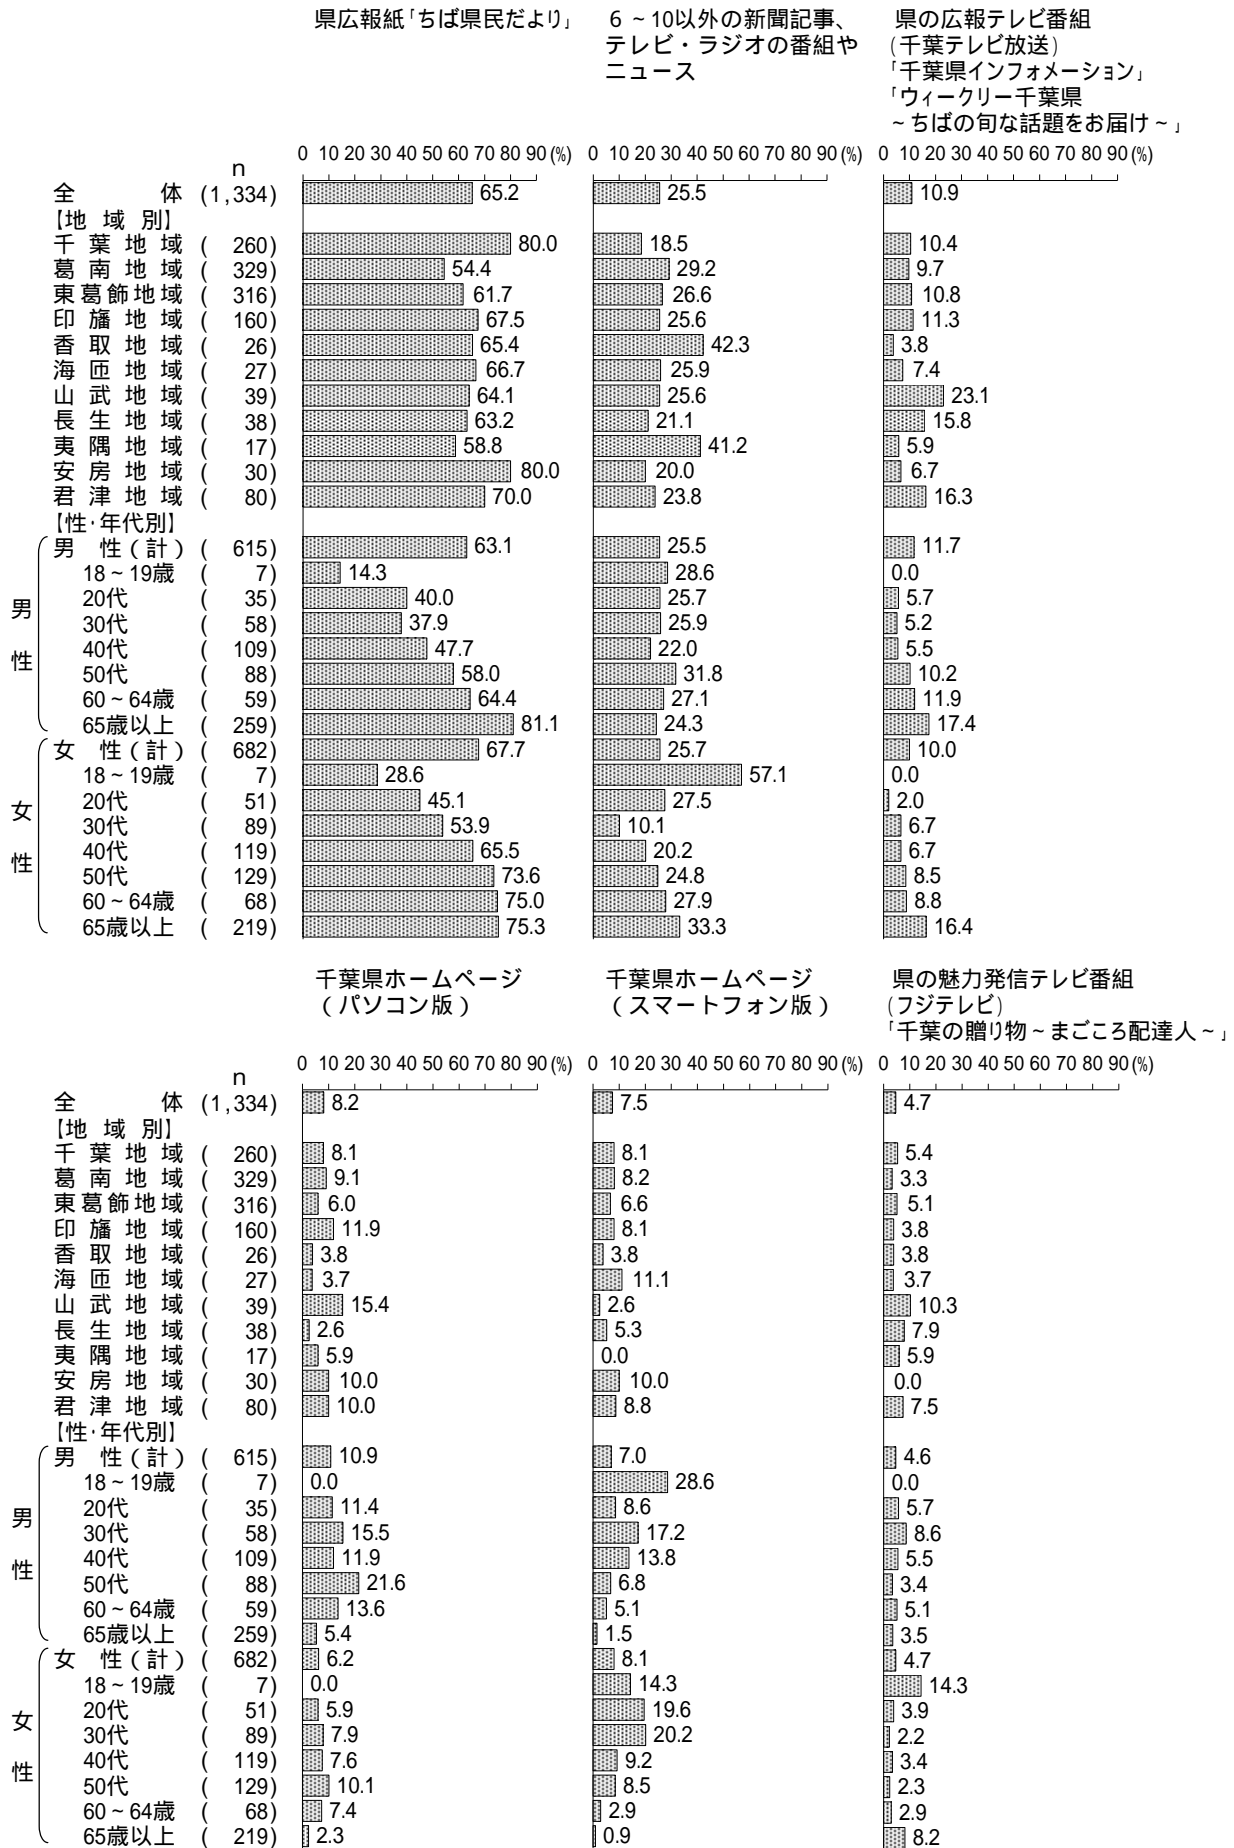 県広報紙「ちば県民だより」
6～10以外の新聞記事、
テレビ・ラジオの番組や
ニュース
県の広報テレビ番組
(千葉テレビ放送)
「千葉県インフォメーション」
「ウィークリー千葉県
～ちばの旬な話題をお届け～」
0 10 20 30 40 50 60 70 80 90(%) 0 10 20 30 40 50 60 70 80 90(%) 0 10 20 30 40 50 60 70 80 90(%)
n
全体 (1,334) 65.2 25.5 10.9
【地域別】
千葉地域 (260) 80.0 18.5 10.4
葛南地域 (329) 54.4 29.2 9.7
東葛飾地域 (316) 61.7 26.6 10.8
印旛地域 (160) 67.5 25.6 11.3
香取地域 (26) 65.4 42.3 3.8
海匝地域 (27) 66.7 25.9 7.4
山武地域 (39) 64.1 25.6 23.1
長生地域 (38) 63.2 21.1 15.8
夷隅地域 (17) 58.8 41.2 5.9
安房地域 (30) 80.0 20.0 6.7
君津地域 (80) 70.0 23.8 16.3
【性・年代別】
男性
男性(計) (615) 63.1 25.5 11.7
18～19歳 (7) 14.3 28.6 0.0
20代 (35) 40.0 25.7 5.7
30代 (58) 37.9 25.9 5.2
40代 (109) 47.7 22.0 5.5
50代 (88) 58.0 31.8 10.2
60～64歳 (59) 64.4 27.1 11.9
65歳以上 (259) 81.1 24.3 17.4
女性
女性(計) (682) 67.7 25.7 10.0
18～19歳 (7) 28.6 57.1 0.0
20代 (51) 45.1 27.5 2.0
30代 (89) 53.9 10.1 6.7
40代 (119) 65.5 20.2 6.7
50代 (129) 73.6 24.8 8.5
60～64歳 (68) 75.0 27.9 8.8
65歳以上 (219) 75.3 33.3 16.4
千葉県ホームページ
(パソコン版)
千葉県ホームページ
(スマートフォン版)
県の魅力発信テレビ番組
(フジテレビ)
「千葉の贈り物～まごころ配達人～」
0 10 20 30 40 50 60 70 80 90(%) 0 10 20 30 40 50 60 70 80 90(%) 0 10 20 30 40 50 60 70 80 90(%)
n
全体 (1,334) 8.2 7.5 4.7
【地域別】
千葉地域 (260) 8.1 8.1 5.4
葛南地域 (329) 9.1 8.2 3.3
東葛飾地域 (316) 6.0 6.6 5.1
印旛地域 (160) 11.9 8.1 3.8
香取地域 (26) 3.8 3.8 3.8
海匝地域 (27) 3.7 11.1 3.7
山武地域 (39) 15.4 2.6 10.3
長生地域 (38) 2.6 5.3 7.9
夷隅地域 (17) 5.9 0.0 5.9
安房地域 (30) 10.0 10.0 0.0
君津地域 (80) 10.0 8.8 7.5
【性・年代別】
男性
男性(計) (615) 10.9 7.0 4.6
18～19歳 (7) 0.0 28.6 0.0
20代 (35) 11.4 8.6 5.7
30代 (58) 15.5 17.2 8.6
40代 (109) 11.9 13.8 5.5
50代 (88) 21.6 6.8 3.4
60～64歳 (59) 13.6 5.1 5.1
65歳以上 (259) 5.4 1.5 3.5
女性
女性(計) (682) 6.2 8.1 4.7
18～19歳 (7) 0.0 14.3 14.3
20代 (51) 5.9 19.6 3.9
30代 (89) 7.9 20.2 2.2
40代 (119) 7.6 9.2 3.4
50代 (129) 10.1 8.5 2.3
60～64歳 (68) 7.4 2.9 2.9
65歳以上 (219) 2.3 0.9 8.2